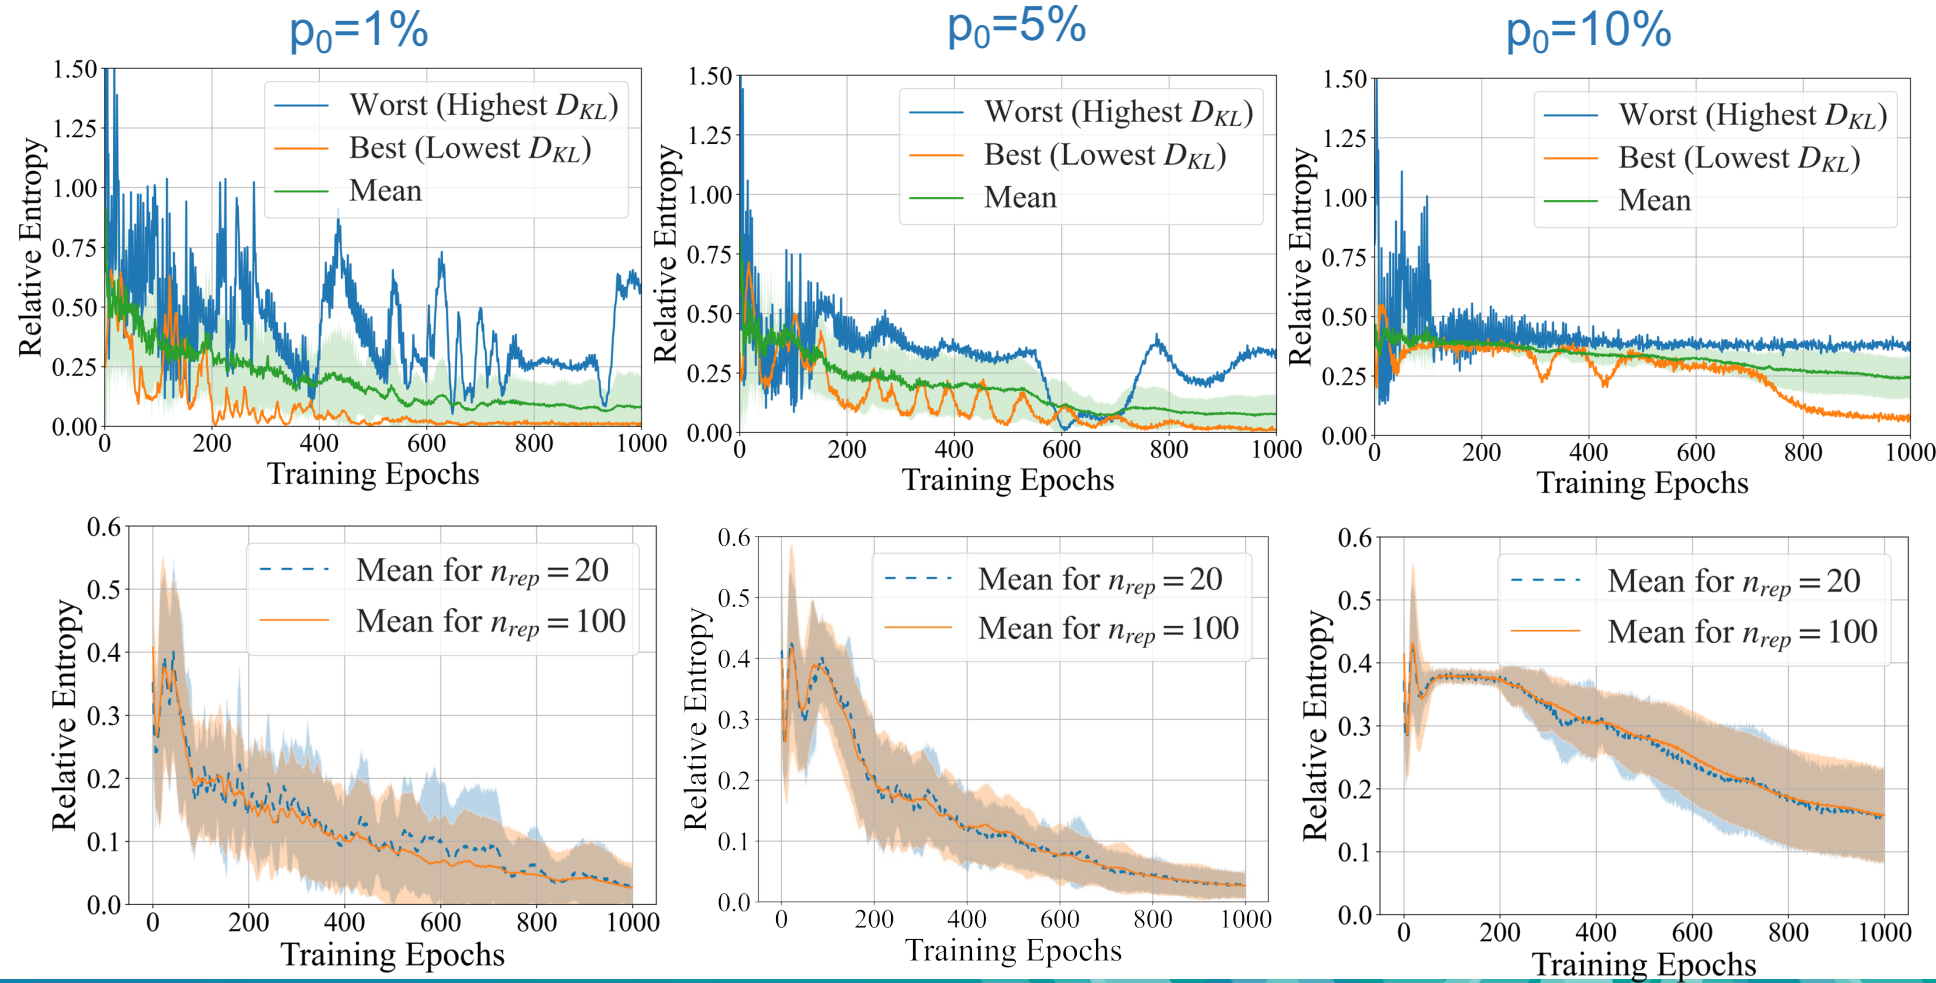 p0=1%
p0=5%
p0=10%
1.50
1.25
1.00
0.75
0.50
0.25
0.00
Relative Entropy
Worst (Highest DKL)
Best (Lowest DKL)
Mean
0 200 400 600 800 1000
Training Epochs
1.50
1.25
1.00
0.75
0.50
0.25
0.00
Relative Entropy
Worst (Highest DKL)
Best (Lowest DKL)
Mean
0 200 400 600 800 1000
Training Epochs
1.50
1.25
1.00
0.75
0.50
0.25
0.00
Relative Entropy
Worst (Highest DKL)
Best (Lowest DKL)
Mean
0 200 400 600 800 1000
Training Epochs
0.6
0.5
0.4
0.3
0.2
0.1
0.0
Relative Entropy
Mean for nrep = 20
Mean for nrep = 100
0 200 400 600 800 1000
Training Epochs
0.6
0.5
0.4
0.3
0.2
0.1
0.0
Relative Entropy
Mean for nrep = 20
Mean for nrep = 100
0 200 400 600 800 1000
Training Epochs
0.6
0.5
0.4
0.3
0.2
0.1
0.0
Relative Entropy
Mean for nrep = 20
Mean for nrep = 100
0 200 400 600 800 1000
Training Epochs